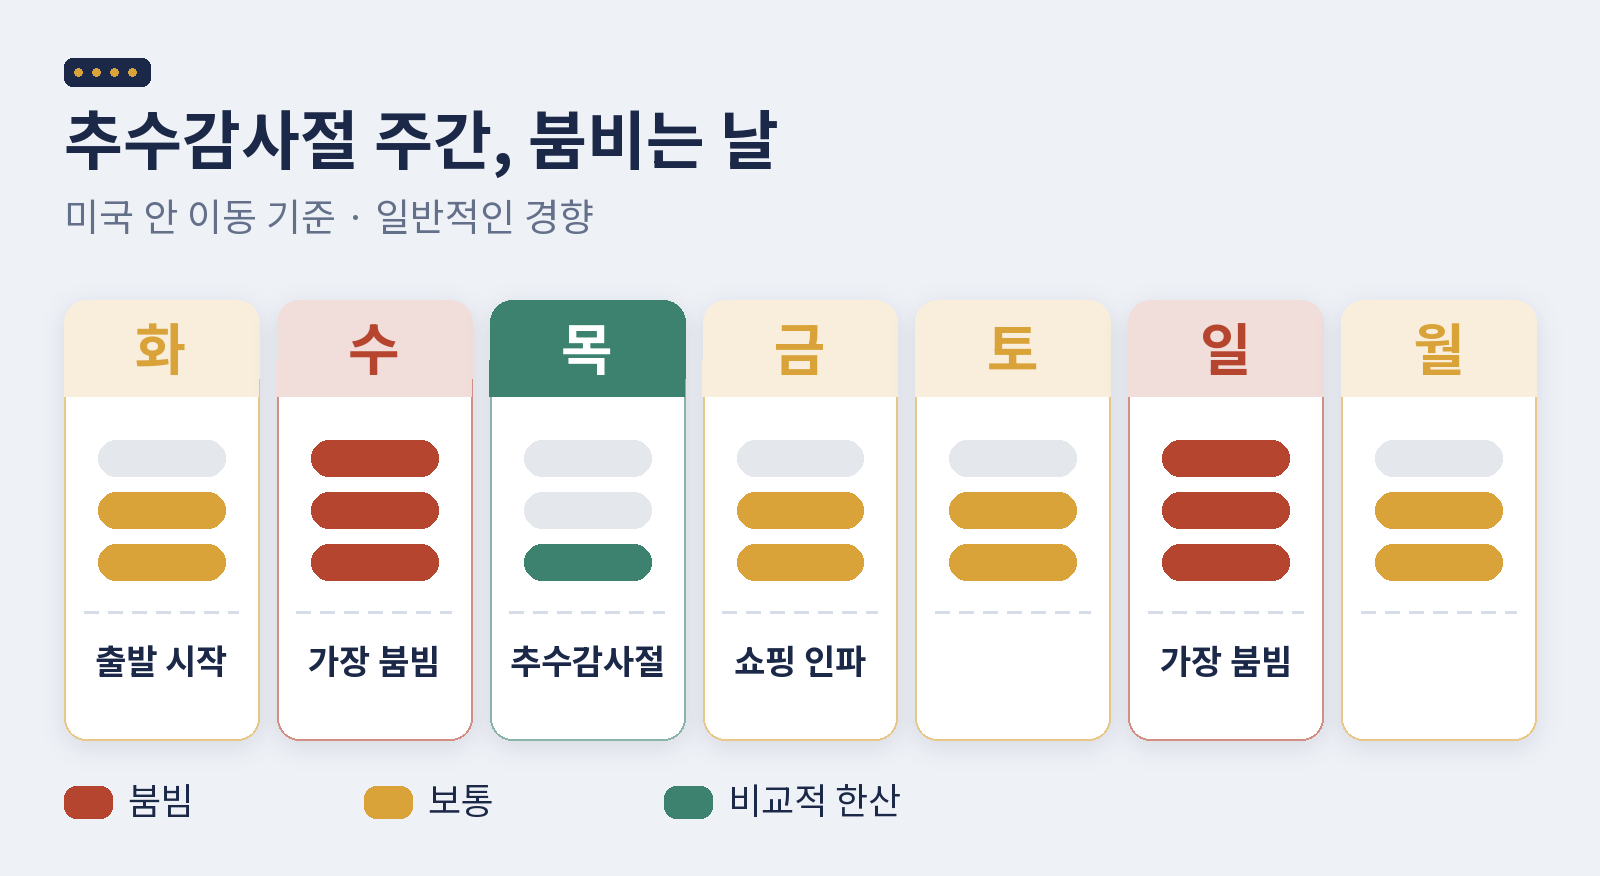 추수감사절 주간, 붐비는 날
미국 안 이동 기준 · 일반적인 경향
화 수 목 금 토 일 월
출발 시작 가장 붐빔 추수감사절 쇼핑 인파 가장 붐빔
붐빔 보통 비교적 한산